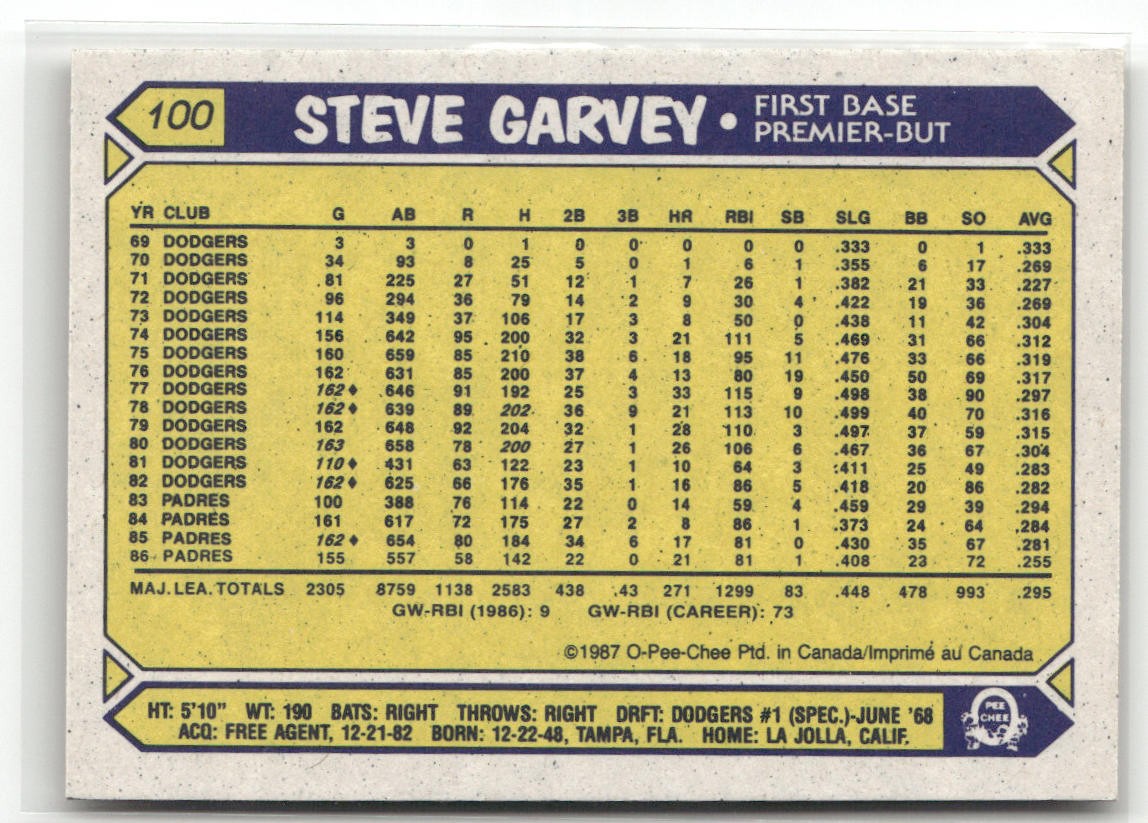 100 STEVE GARVEY • FIRST BASE
PREMIER-BUT
YR CLUB G AB R H 2B 3B HR RBI SB SLG BB SO AVG
69 DODGERS 3 3 0 1 0 0 0 0 0 .333 0 1 .333
70 DODGERS 34 93 8 25 5 0 1 6 1 .355 6 17 .269
71 DODGERS 81 225 27 51 12 1 7 26 1 .382 21 33 .227
72 DODGERS 96 294 36 79 14 2 9 30 4 .422 19 36 .269
73 DODGERS 114 349 37 106 17 3 8 50 0 .438 11 42 .304
74 DODGERS 156 642 95 200 32 3 21 111 5 .469 31 66 .312
75 DODGERS 160 659 85 210 38 6 18 95 11 .476 33 66 .319
76 DODGERS 162 631 85 200 37 4 13 80 19 .450 50 69 .317
77 DODGERS 162♦ 646 91 192 25 3 33 115 9 .498 38 90 .297
78 DODGERS 162♦ 639 89 202 36 9 21 113 10 .499 40 70 .316
79 DODGERS 162 648 92 204 32 1 28 110 3 .497 37 59 .315
80 DODGERS 163 658 78 200 27 1 26 106 6 .467 36 67 .304
81 DODGERS 110♦ 431 63 122 23 1 10 64 3 .411 25 49 .283
82 DODGERS 162♦ 625 66 176 35 1 16 86 5 .418 20 86 .282
83 PADRES 100 388 76 114 22 0 14 59 4 .459 29 39 .294
84 PADRES 161 617 72 175 27 2 8 86 1 .373 24 64 .284
85 PADRES 162♦ 654 80 184 34 6 17 81 0 .430 35 67 .281
86 PADRES 155 557 58 142 22 0 21 81 1 .408 23 72 .255
MAJ. LEA. TOTALS 2305 8759 1138 2583 438 43 271 1299 83 .448 478 993 .295
GW-RBI (1986): 9 GW-RBI (CAREER): 73
©1987 O-Pee-Chee Ptd. in Canada/Imprimé au Canada
HT: 5'10" WT: 190 BATS: RIGHT THROWS: RIGHT DRFT: DODGERS #1 (SPEC.)-JUNE '68
ACQ: FREE AGENT, 12-21-82 BORN: 12-22-48, TAMPA, FLA. HOME: LA JOLLA, CALIF.
O
PEE
CHEE